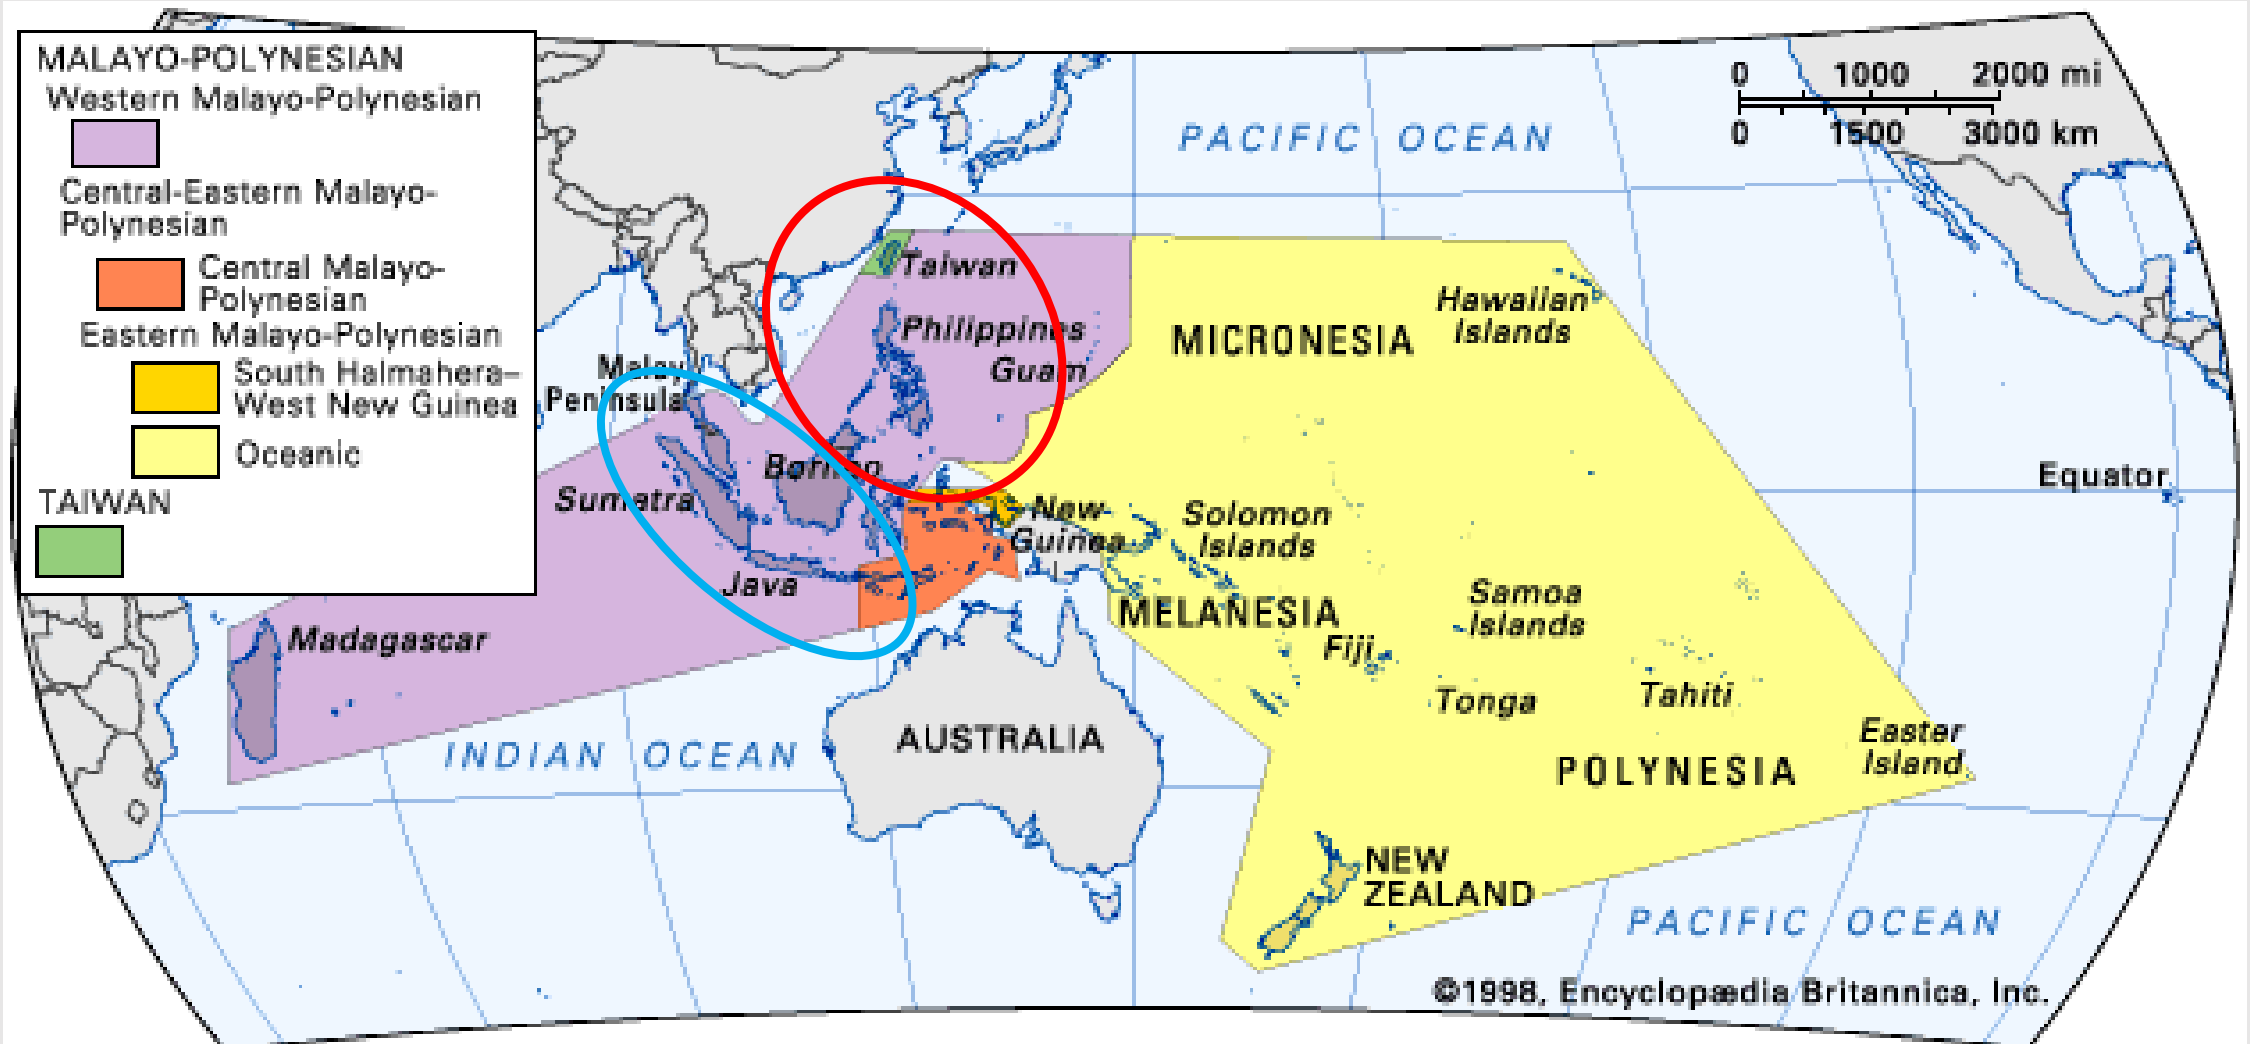 MALAYO-POLYNESIAN
Western Malayo-Polynesian
Central-Eastern Malayo-
Polynesian
Central Malayo-
Polynesian
Eastern Malayo-Polynesian
South Halmahera–
West New Guinea
Oceanic
TAIWAN
0 1000 2000 mi
0 1500 3000 km
PACIFIC OCEAN
Taiwan
Philippines
Guam
MICRONESIA
Hawaiian
Islands
Malay
Peninsula
Borneo
Sumatra
Java
New
Guinea
Solomon
Islands
Equator
MELANESIA
Samoa
Islands
Fiji
Tonga
Tahiti
Madagascar
INDIAN OCEAN
AUSTRALIA
POLYNESIA
Easter
Island
NEW
ZEALAND
PACIFIC OCEAN
©1998, Encyclopædia Britannica, Inc.